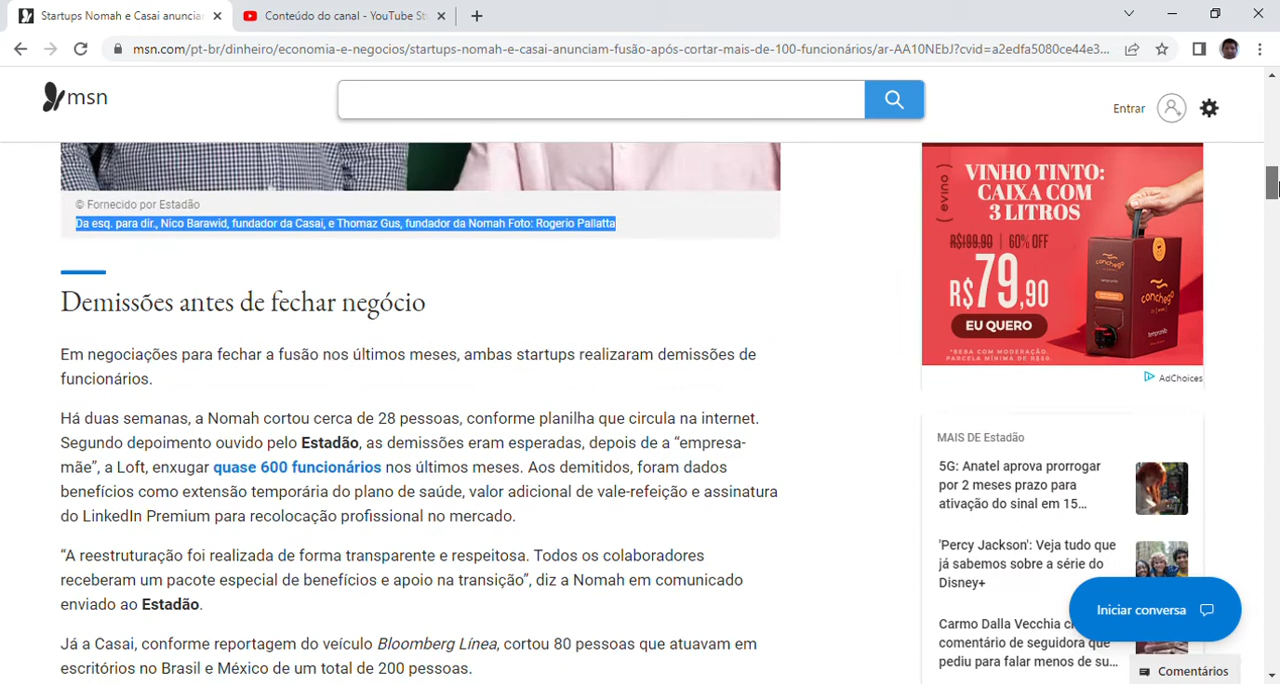 Startups Nomah e Casai anuncia
Conteúdo do canal - YouTube St
msn.com/pt-br/dinheiro/economia-e-negocios/startups-nomah-e-casai-anunciam-fusão-após-cortar-mais-de-100-funcionários/ar-AA10NEbJ?cvid=a2edfa5080ce44e3...
msn
Entrar
© Fornecido por Estadão
Da esq. para dir., Nico Barawid, fundador da Casai, e Thomaz Gus, fundador da Nomah Foto: Rogerio Pallatta
Demissões antes de fechar negócio
Em negociações para fechar a fusão nos últimos meses, ambas startups realizaram demissões de
funcionários.
Há duas semanas, a Nomah cortou cerca de 28 pessoas, conforme planilha que circula na internet.
Segundo depoimento ouvido pelo Estadão, as demissões eram esperadas, depois de a “empresa-
mãe”, a Loft, enxugar quase 600 funcionários nos últimos meses. Aos demitidos, foram dados
benefícios como extensão temporária do plano de saúde, valor adicional de vale-refeição e assinatura
do LinkedIn Premium para recolocação profissional no mercado.
“A reestruturação foi realizada de forma transparente e respeitosa. Todos os colaboradores
receberam um pacote especial de benefícios e apoio na transição”, diz a Nomah em comunicado
enviado ao Estadão.
Já a Casai, conforme reportagem do veículo Bloomberg Línea, cortou 80 pessoas que atuavam em
escritórios no Brasil e México de um total de 200 pessoas.
(evino)
VINHO TINTO:
CAIXA COM
3 LITROS
R$199,90 | 60% OFF
R$79,90
EU QUERO
*BEBA COM MODERAÇÃO.
PARCELA MÍNIMA DE R$50.
conchego
conchego
AdChoices
MAIS DE Estadão
5G: Anatel aprova prorrogar
por 2 meses prazo para
ativação do sinal em 15...
'Percy Jackson': Veja tudo que
já sabemos sobre a série do
Disney+
Carmo Dalla Vecchia c
comentário de seguidora que
pediu para falar menos de su...
Iniciar conversa
Comentários